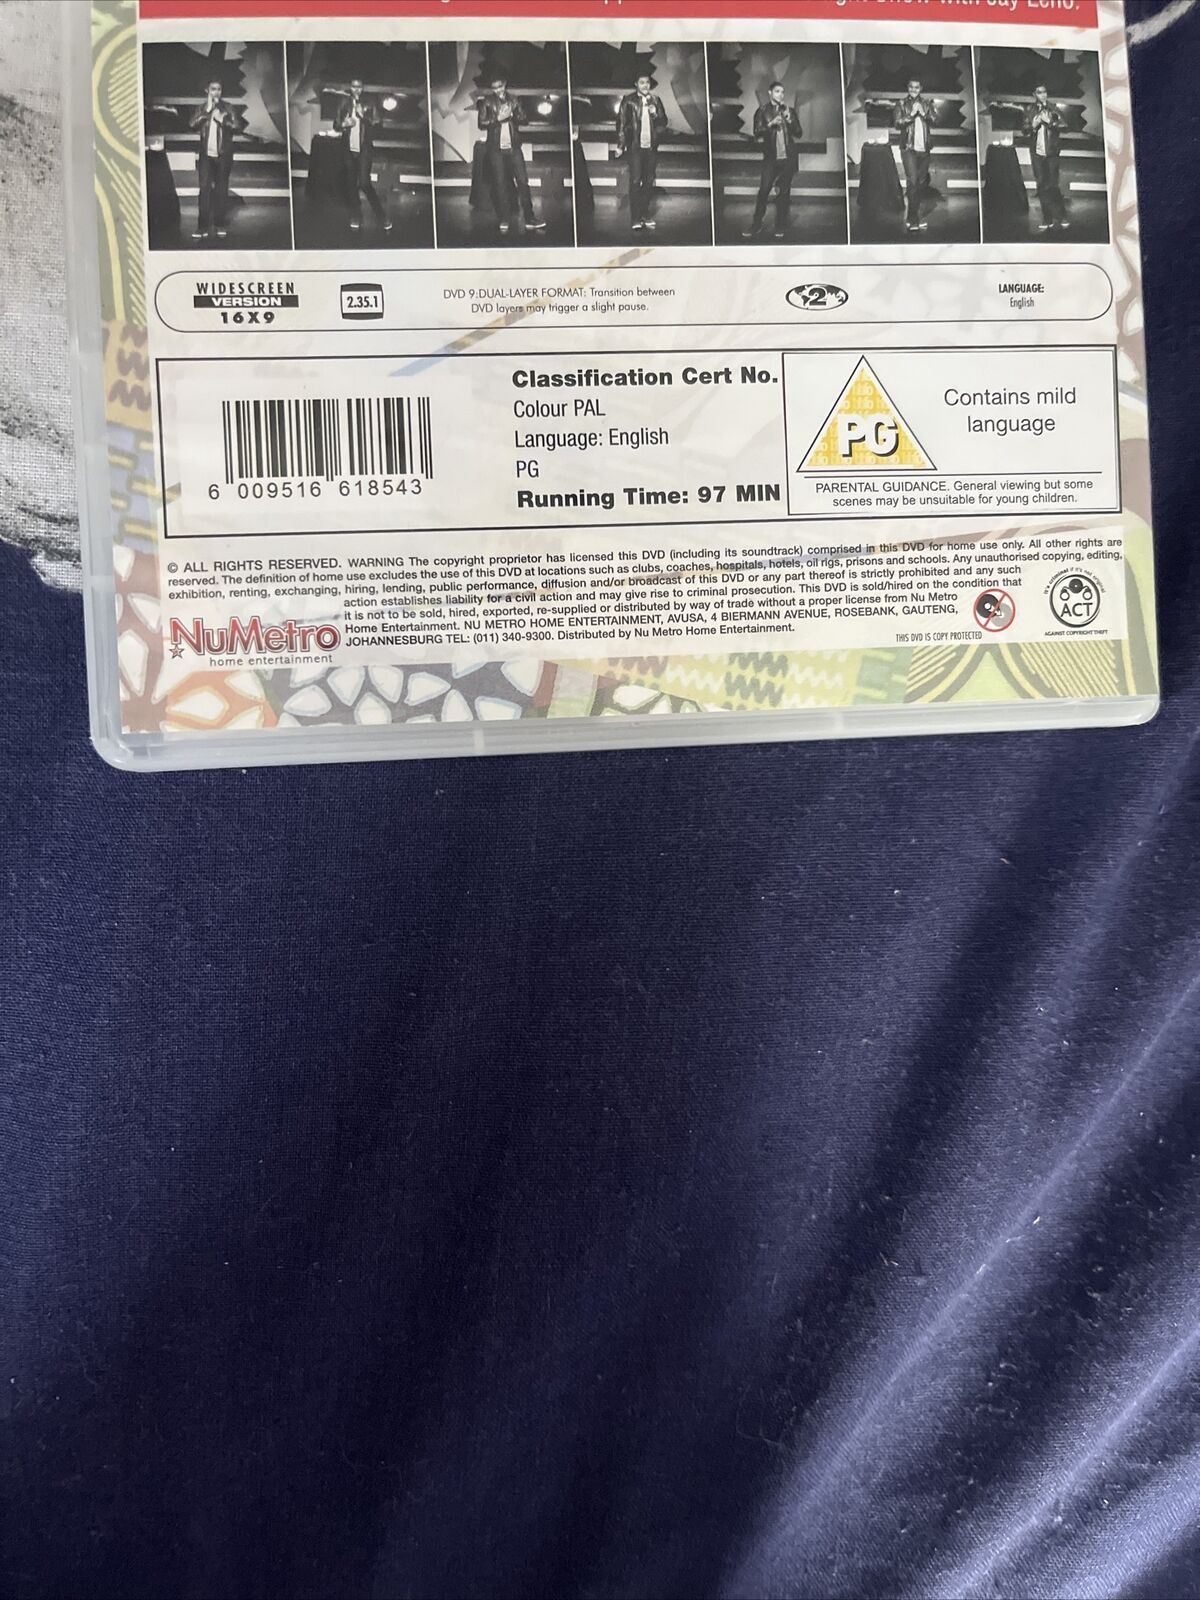 with Jay Leno.
WIDESCREEN
VERSION
16X9
2.35.1
DVD 9:DUAL-LAYER FORMAT: Transition between
DVD layers may trigger a slight pause.
2
LANGUAGE:
English
6 009516 618543
Classification Cert No.
Colour PAL
Language: English
PG
Running Time: 97 MIN
PG
Contains mild
language
PARENTAL GUIDANCE. General viewing but some
scenes may be unsuitable for young children.
© ALL RIGHTS RESERVED. WARNING The copyright proprietor has licensed this DVD (including its soundtrack) comprised in this DVD for home use only. All other rights are
reserved. The definition of home use excludes the use of this DVD at locations such as clubs, coaches, hospitals, hotels, oil rigs, prisons and schools. Any unauthorised copying, editing,
exhibition, renting, exchanging, hiring, lending, public performance, diffusion and/or broadcast of this DVD or any part thereof is strictly prohibited and any such
action establishes liability for a civil action and may give rise to criminal prosecution. This DVD is sold/hired on the condition that
it is not to be sold, hired, exported, re-supplied or distributed by way of trade without a proper license from Nu Metro
Home Entertainment. NU METRO HOME ENTERTAINMENT, AVUSA, 4 BIERMANN AVENUE, ROSEBANK, GAUTENG,
JOHANNESBURG TEL: (011) 340-9300. Distributed by Nu Metro Home Entertainment.
NuMetro
home entertainment
THIS DVD IS COPY PROTECTED
it's criminal if it's not original
ACT
AGAINST COPYRIGHT THEFT